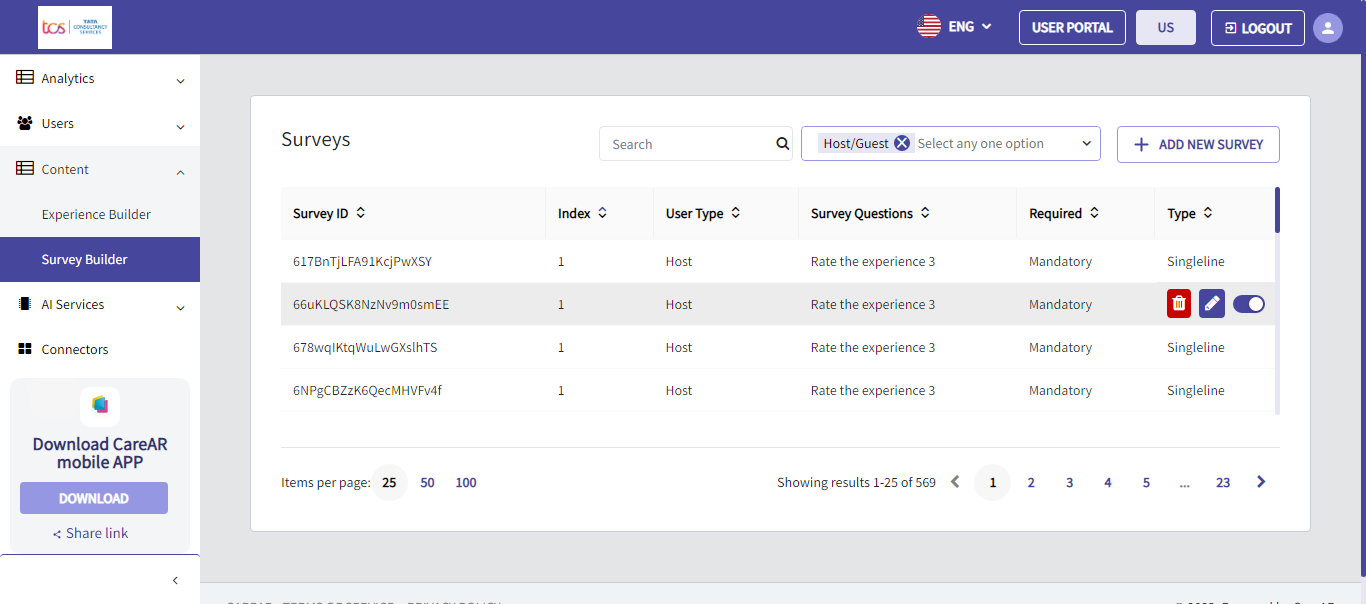 tcs TATA CONSULTANCY SERVICES
ENG USER PORTAL US LOGOUT
Analytics
Users
Content
Experience Builder
Survey Builder
AI Services
Connectors
Download CareAR
mobile APP
DOWNLOAD
Share link
Surveys Search Host/Guest Select any one option ADD NEW SURVEY
Survey ID Index User Type Survey Questions Required Type
617BnTjLFA91KcjPwXSY 1 Host Rate the experience 3 Mandatory Singleline
66uKLQSK8NzNv9m0smEE 1 Host Rate the experience 3 Mandatory
678wqIKtqWuLwGXslhTS 1 Host Rate the experience 3 Mandatory Singleline
6NPgCBZzK6QecMHVFv4f 1 Host Rate the experience 3 Mandatory Singleline
Items per page: 25 50 100 Showing results 1-25 of 569 1 2 3 4 5 ... 23